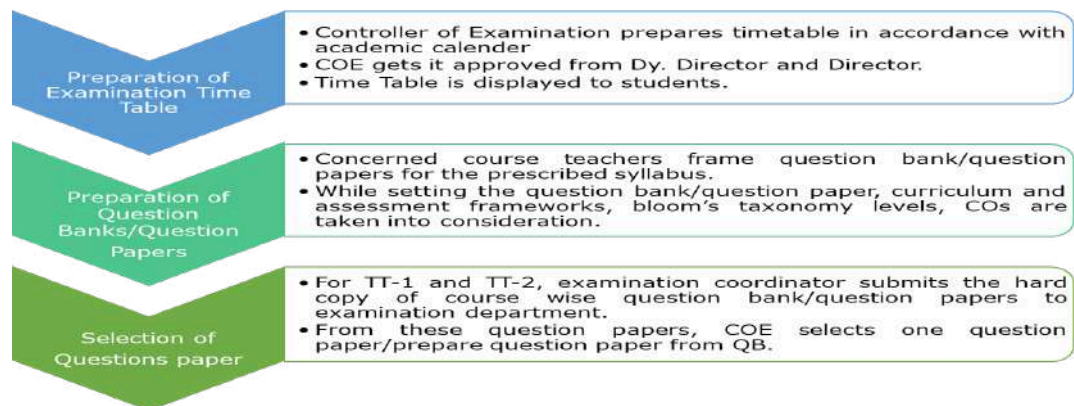 Preparation of
Examination Time
Table
• Controller of Examination prepares timetable in accordance with
academic calender
• COE gets it approved from Dy. Director and Director.
• Time Table is displayed to students.
Preparation of
Question
Banks/Question
Papers
• Concerned course teachers frame question bank/question
papers for the prescribed syllabus.
• While setting the question bank/question paper, curriculum and
assessment frameworks, bloom's taxonomy levels, COs are
taken into consideration.
Selection of
Questions paper
• For TT-1 and TT-2, examination coordinator submits the hard
copy of course wise question bank/question papers to
examination department.
• From these question papers, COE selects one question
paper/prepare question paper from QB.